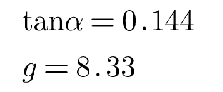 tanα = 0.144
g = 8.33